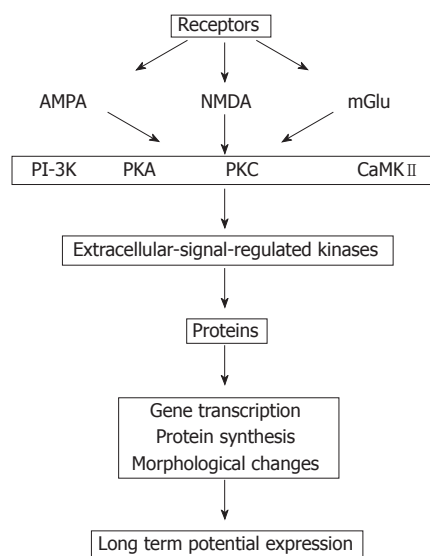 Receptors
AMPA NMDA mGlu
PI-3K PKA PKC CaMKⅡ
Extracellular-signal-regulated kinases
Proteins
Gene transcription
Protein synthesis
Morphological changes
Long term potential expression